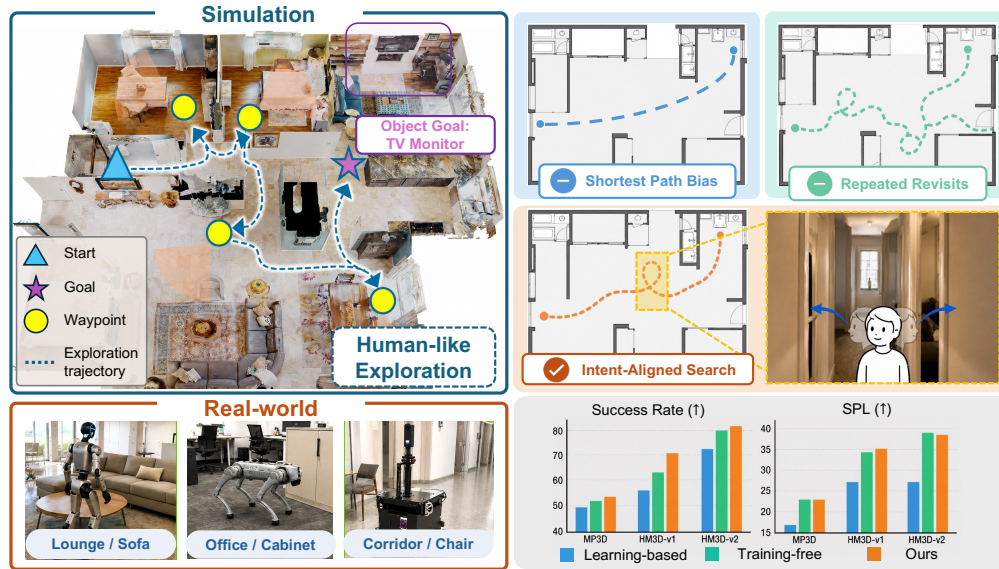 Simulation
Object Goal:
TV Monitor
Start
Goal
Waypoint
Exploration
trajectory
Human-like
Exploration
Shortest Path Bias
Repeated Revisits
Intent-Aligned Search
Real-world
Lounge / Sofa
Office / Cabinet
Corridor / Chair
Success Rate (↑)
80
70
60
50
40
MP3D
HM3D-v1
HM3D-v2
SPL (↑)
40
35
30
25
20
15
MP3D
HM3D-v1
HM3D-v2
Learning-based
Training-free
Ours